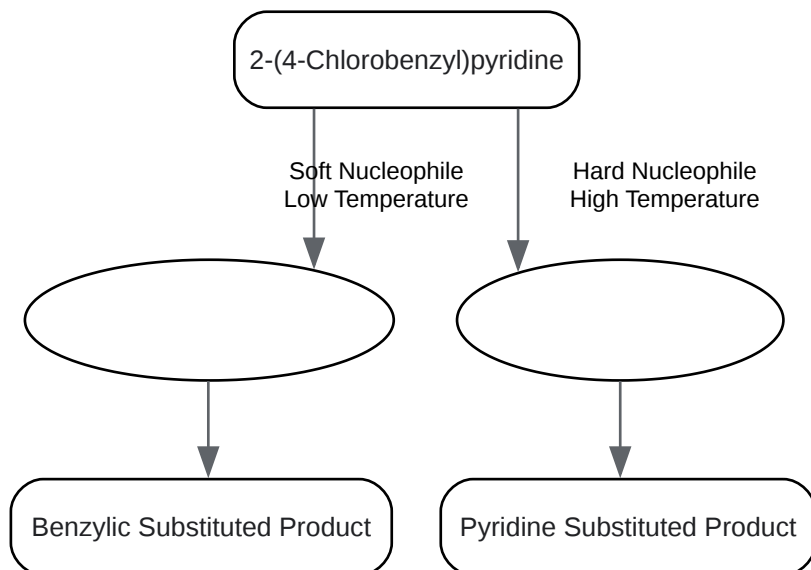 2-(4-Chlorobenzyl)pyridine
Soft Nucleophile
Low Temperature
Hard Nucleophile
High Temperature
Benzylic Substituted Product
Pyridine Substituted Product